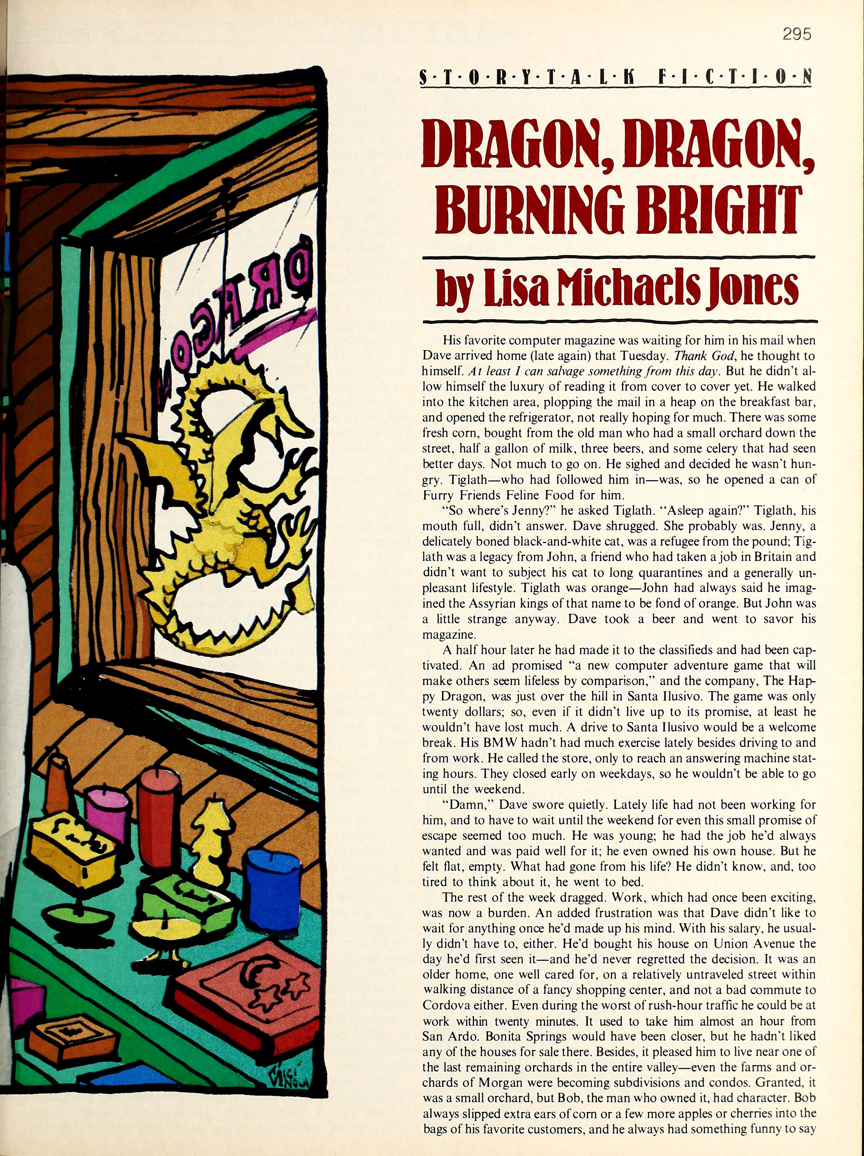 295
S·T·O·R·Y·T·A·L·K F·I·C·T·I·O·N
DRAGON, DRAGON,
BURNING BRIGHT
by Lisa Michaels Jones
DRAGON
His favorite computer magazine was waiting for him in his mail when
Dave arrived home (late again) that Tuesday. Thank God, he thought to
himself. At least I can salvage something from this day. But he didn't al-
low himself the luxury of reading it from cover to cover yet. He walked
into the kitchen area, plopping the mail in a heap on the breakfast bar,
and opened the refrigerator, not really hoping for much. There was some
fresh corn, bought from the old man who had a small orchard down the
street, half a gallon of milk, three beers, and some celery that had seen
better days. Not much to go on. He sighed and decided he wasn't hun-
gry. Tiglath—who had followed him in—was, so he opened a can of
Furry Friends Feline Food for him.
"So where's Jenny?" he asked Tiglath. "Asleep again?" Tiglath, his
mouth full, didn't answer. Dave shrugged. She probably was. Jenny, a
delicately boned black-and-white cat, was a refugee from the pound; Tig-
lath was a legacy from John, a friend who had taken a job in Britain and
didn't want to subject his cat to long quarantines and a generally un-
pleasant lifestyle. Tiglath was orange—John had always said he imag-
ined the Assyrian kings of that name to be fond of orange. But John was
a little strange anyway. Dave took a beer and went to savor his
magazine.
A half hour later he had made it to the classifieds and had been cap-
tivated. An ad promised "a new computer adventure game that will
make others seem lifeless by comparison," and the company, The Hap-
py Dragon, was just over the hill in Santa Ilusivo. The game was only
twenty dollars; so, even if it didn't live up to its promise, at least he
wouldn't have lost much. A drive to Santa Ilusivo would be a welcome
break. His BMW hadn't had much exercise lately besides driving to and
from work. He called the store, only to reach an answering machine stat-
ing hours. They closed early on weekdays, so he wouldn't be able to go
until the weekend.
"Damn," Dave swore quietly. Lately life had not been working for
him, and to have to wait until the weekend for even this small promise of
escape seemed too much. He was young; he had the job he'd always
wanted and was paid well for it; he even owned his own house. But he
felt flat, empty. What had gone from his life? He didn't know, and, too
tired to think about it, he went to bed.
The rest of the week dragged. Work, which had once been exciting,
was now a burden. An added frustration was that Dave didn't like to
wait for anything once he'd made up his mind. With his salary, he usual-
ly didn't have to, either. He'd bought his house on Union Avenue the
day he'd first seen it—and he'd never regretted the decision. It was an
older home, one well cared for, on a relatively untraveled street within
walking distance of a fancy shopping center, and not a bad commute to
Cordova either. Even during the worst of rush-hour traffic he could be at
work within twenty minutes. It used to take him almost an hour from
San Ardo. Bonita Springs would have been closer, but he hadn't liked
any of the houses for sale there. Besides, it pleased him to live near one of
the last remaining orchards in the entire valley—even the farms and or-
chards of Morgan were becoming subdivisions and condos. Granted, it
was a small orchard, but Bob, the man who owned it, had character. Bob
always slipped extra ears of corn or a few more apples or cherries into the
bags of his favorite customers, and he always had something funny to say